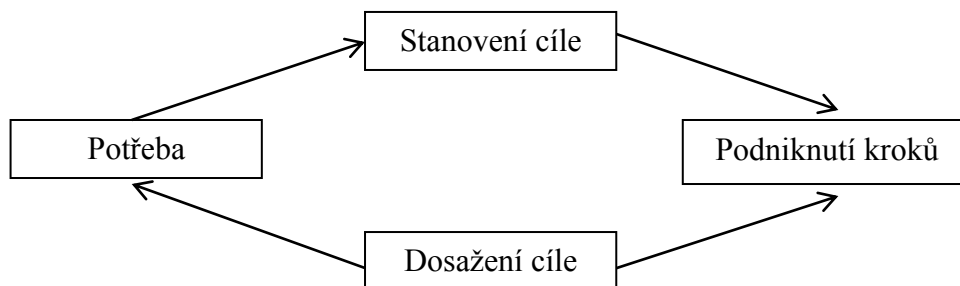 Stanovení cíle
Potřeba
Podniknutí kroků
Dosažení cíle